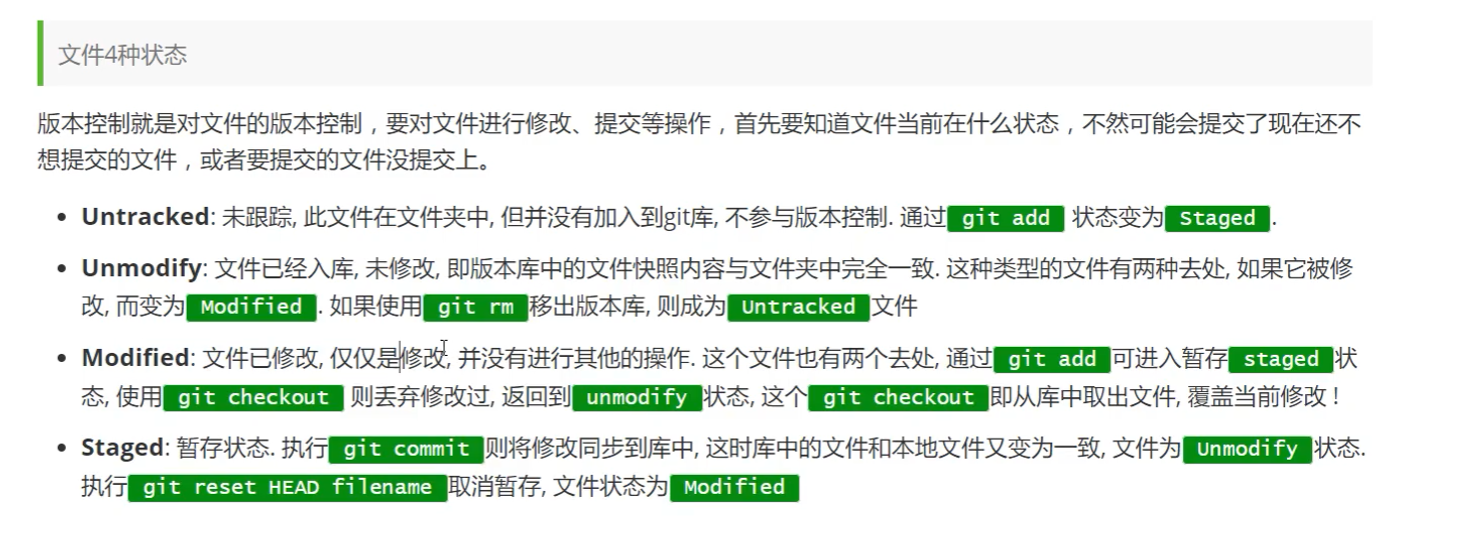 文件4种状态
版本控制就是对文件的版本控制，要对文件进行修改、提交等操作，首先要知道文件当前在什么状态，不然可能会提交了现在还不
想提交的文件，或者要提交的文件没提交上。
• Untracked: 未跟踪, 此文件在文件夹中, 但并没有加入到git库, 不参与版本控制. 通过 git add 状态变为 Staged .
• Unmodify: 文件已经入库, 未修改, 即版本库中的文件快照内容与文件夹中完全一致. 这种类型的文件有两种去处, 如果它被修
改, 而变为 Modified . 如果使用 git rm 移出版本库, 则成为 Untracked 文件
• Modified: 文件已修改, 仅仅是修改, 并没有进行其他的操作. 这个文件也有两个去处, 通过 git add 可进入暂存 staged 状
态, 使用 git checkout 则丢弃修改过, 返回到 unmodify 状态, 这个 git checkout 即从库中取出文件, 覆盖当前修改 !
• Staged: 暂存状态. 执行 git commit 则将修改同步到库中, 这时库中的文件和本地文件又变为一致, 文件为 Unmodify 状态.
执行 git reset HEAD filename 取消暂存, 文件状态为 Modified